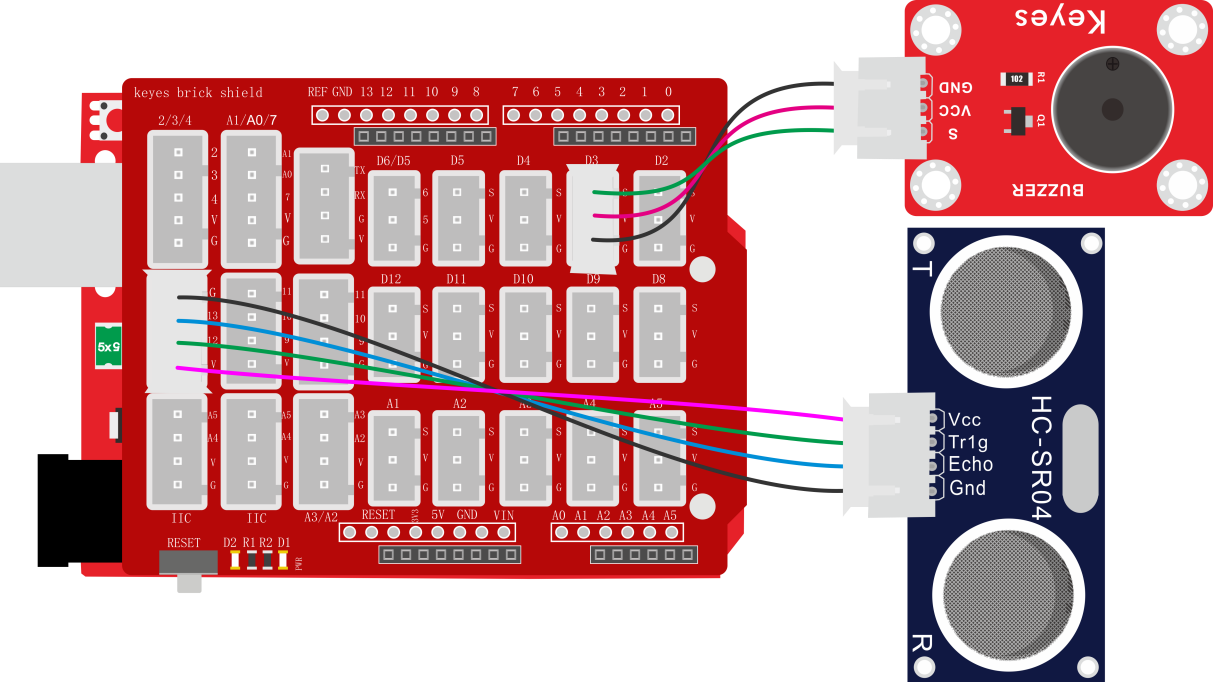 keyes brick shield
REF GND 13 12 11 10 9 8
7 6 5 4 3 2 1 0
2/3/4
A1/A0/7
2
3
4
V
G
A1
A0
7
V
G
TX
RX
G
V
D6/D5
D5
D4
D3
D2
6
5
G
S
V
G
S
V
G
S
V
G
G
13
12
V
11
10
9
G
11
10
9
G
D12
D11
D10
D9
D8
S
V
G
S
V
G
S
V
G
S
V
G
S
V
G
A5
A4
V
G
A5
A4
V
G
A3
A2
V
G
A1
A2
A3
A4
A5
S
V
G
S
V
G
S
V
G
S
V
G
S
V
G
IIC
IIC
A3/A2
RESET 3V3 5V GND VIN
A0 A1 A2 A3 A4 A5
RESET
D2 R1 R2 D1
PWR
5x9
Keyes
GND
VCC
S
102
R1
Q1
BUZZER
T
HC-SR04
Vcc
Tr1g
Echo
Gnd
R